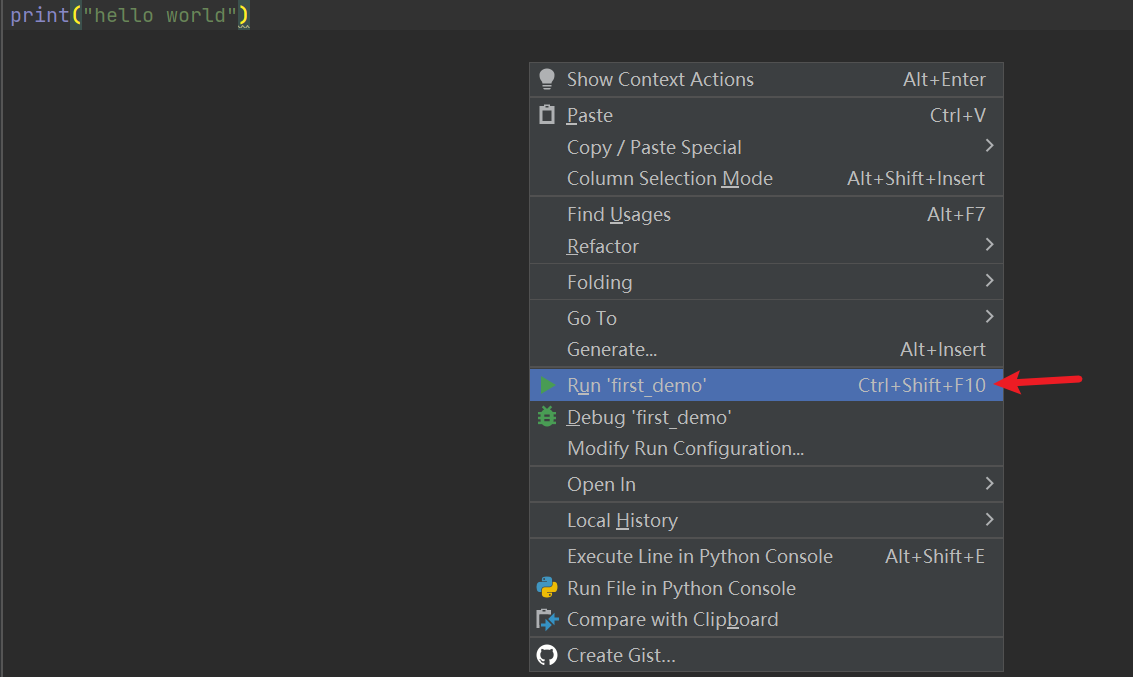 print("hello world")
Show Context Actions Alt+Enter
Paste Ctrl+V
Copy / Paste Special
Column Selection Mode Alt+Shift+Insert
Find Usages Alt+F7
Refactor
Folding
Go To
Generate... Alt+Insert
Run 'first_demo' Ctrl+Shift+F10
Debug 'first_demo'
Modify Run Configuration...
Open In
Local History
Execute Line in Python Console Alt+Shift+E
Run File in Python Console
Compare with Clipboard
Create Gist...